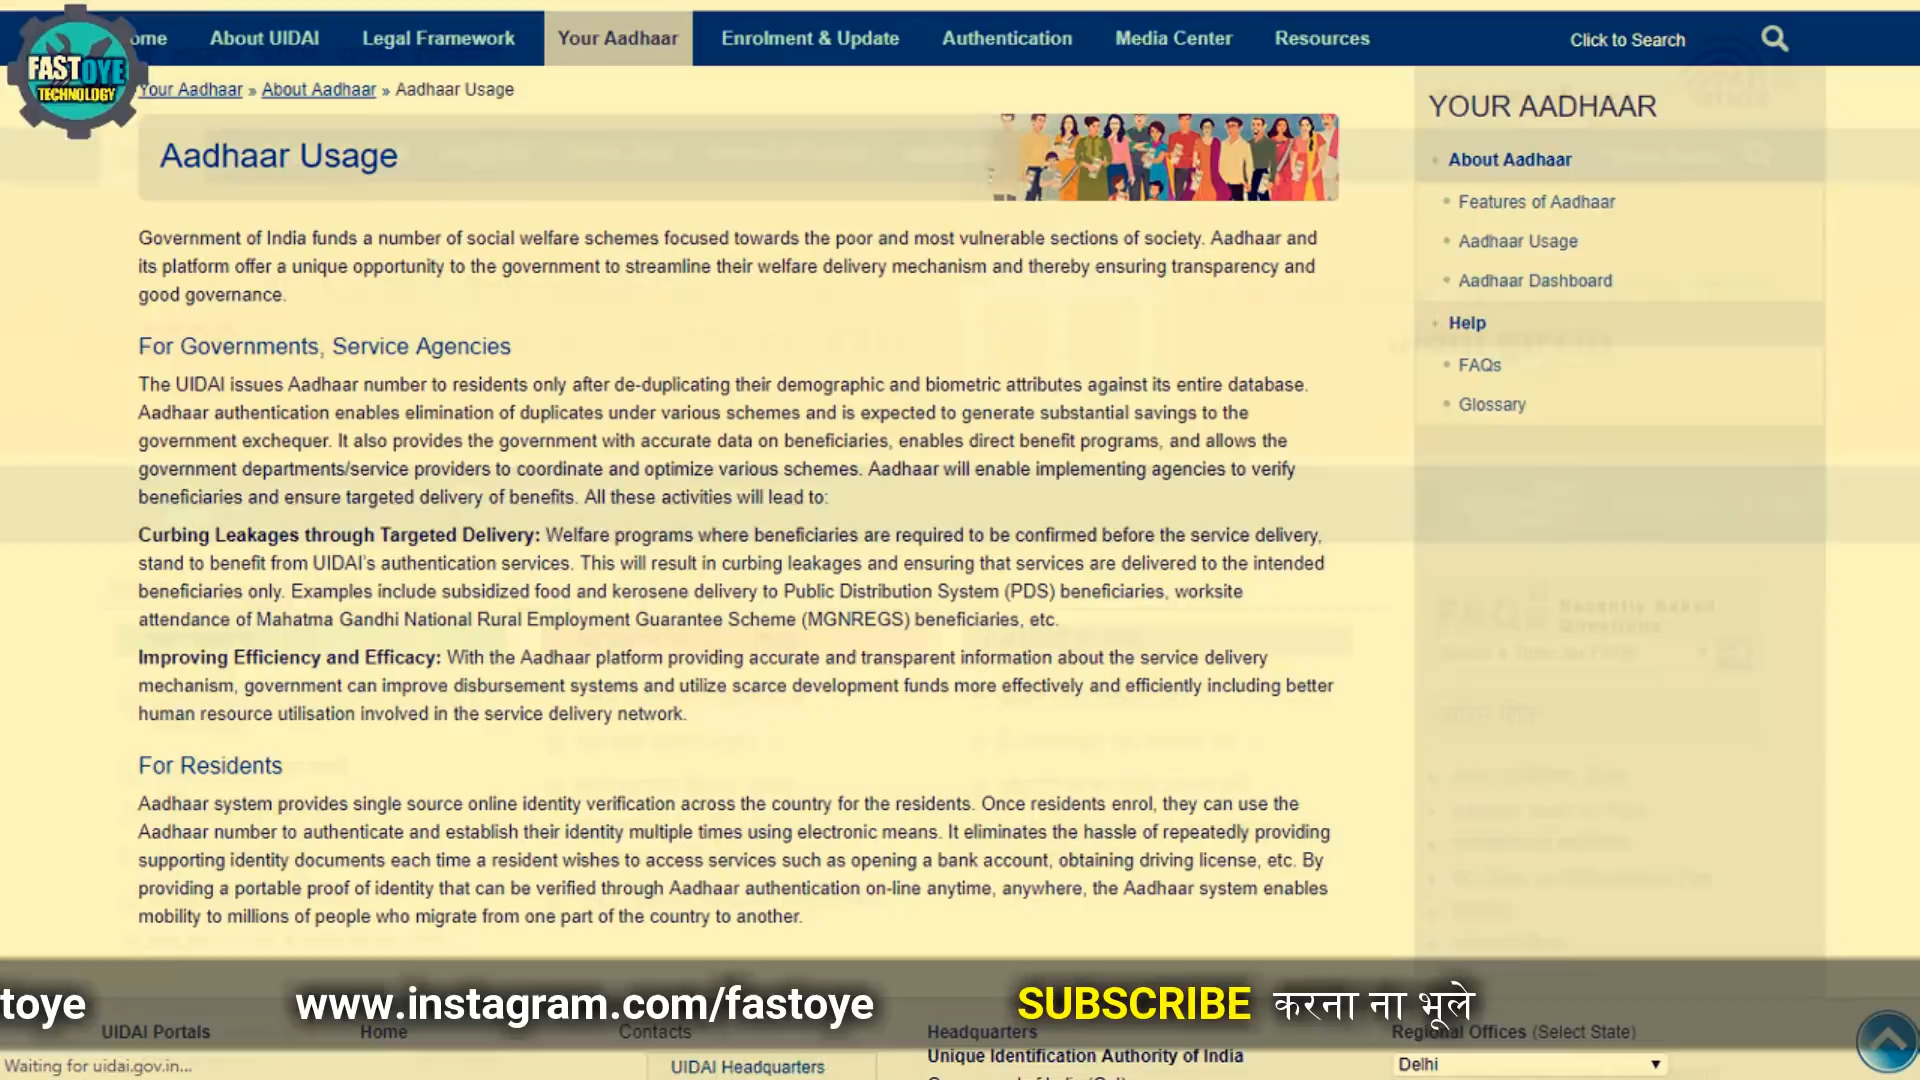 ome About UIDAI Legal Framework Your Aadhaar Enrolment & Update Authentication Media Center Resources Click to Search
FASTOYE
TECHNOLOGY
Your Aadhaar » About Aadhaar » Aadhaar Usage
Aadhaar Usage
Government of India funds a number of social welfare schemes focused towards the poor and most vulnerable sections of society. Aadhaar and
its platform offer a unique opportunity to the government to streamline their welfare delivery mechanism and thereby ensuring transparency and
good governance.
For Governments, Service Agencies
The UIDAI issues Aadhaar number to residents only after de-duplicating their demographic and biometric attributes against its entire database.
Aadhaar authentication enables elimination of duplicates under various schemes and is expected to generate substantial savings to the
government exchequer. It also provides the government with accurate data on beneficiaries, enables direct benefit programs, and allows the
government departments/service providers to coordinate and optimize various schemes. Aadhaar will enable implementing agencies to verify
beneficiaries and ensure targeted delivery of benefits. All these activities will lead to:
Curbing Leakages through Targeted Delivery: Welfare programs where beneficiaries are required to be confirmed before the service delivery,
stand to benefit from UIDAI's authentication services. This will result in curbing leakages and ensuring that services are delivered to the intended
beneficiaries only. Examples include subsidized food and kerosene delivery to Public Distribution System (PDS) beneficiaries, worksite
attendance of Mahatma Gandhi National Rural Employment Guarantee Scheme (MGNREGS) beneficiaries, etc.
Improving Efficiency and Efficacy: With the Aadhaar platform providing accurate and transparent information about the service delivery
mechanism, government can improve disbursement systems and utilize scarce development funds more effectively and efficiently including better
human resource utilisation involved in the service delivery network.
For Residents
Aadhaar system provides single source online identity verification across the country for the residents. Once residents enrol, they can use the
Aadhaar number to authenticate and establish their identity multiple times using electronic means. It eliminates the hassle of repeatedly providing
supporting identity documents each time a resident wishes to access services such as opening a bank account, obtaining driving license, etc. By
providing a portable proof of identity that can be verified through Aadhaar authentication on-line anytime, anywhere, the Aadhaar system enables
mobility to millions of people who migrate from one part of the country to another.
YOUR AADHAAR
About Aadhaar
Features of Aadhaar
Aadhaar Usage
Aadhaar Dashboard
Help
FAQs
Glossary
FAQs Recently Asked
Questions
toye www.instagram.com/fastoye SUBSCRIBE करना ना भूले
UIDAI Portals Home Contacts Headquarters Regional Offices (Select State)
Unique Identification Authority of India
Waiting for uidai.gov.in... UIDAI Headquarters Delhi